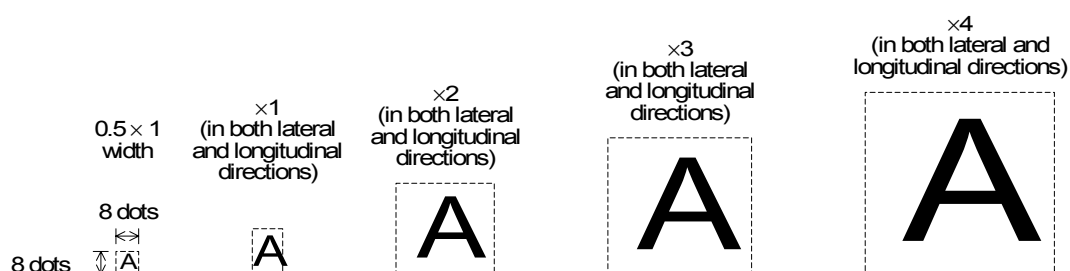 ×4
(in both lateral and
longitudinal directions)
×3
(in both lateral
and longitudinal
directions)
×2
(in both lateral
and longitudinal
directions)
×1
(in both lateral
and longitudinal
directions)
0.5 × 1
width
8 dots
8 dots
A
A
A
A
A